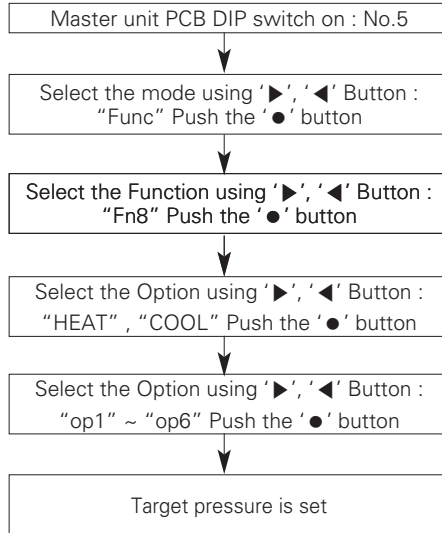 Master unit PCB DIP switch on : No.5
Select the mode using ‘▶’, ‘◀’ Button :
“Func” Push the ‘●’ button
Select the Function using ‘▶’, ‘◀’ Button :
“Fn8” Push the ‘●’ button
Select the Option using ‘▶’, ‘◀’ Button :
“HEAT” , “COOL” Push the ‘●’ button
Select the Option using ‘▶’, ‘◀’ Button :
“op1” ~ “op6” Push the ‘●’ button
Target pressure is set